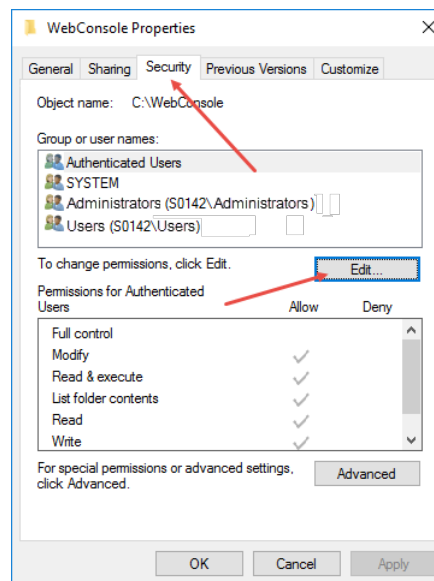 WebConsole Properties
General Sharing Security Previous Versions Customize
Object name: C:\WebConsole
Group or user names:
Authenticated Users
SYSTEM
Administrators (S0142\Administrators)
Users (S0142\Users)
To change permissions, click Edit.
Edit...
Permissions for Authenticated
Users Allow Deny
Full control
Modify
Read & execute
List folder contents
Read
Write
For special permissions or advanced settings,
click Advanced.
Advanced
OK Cancel Apply